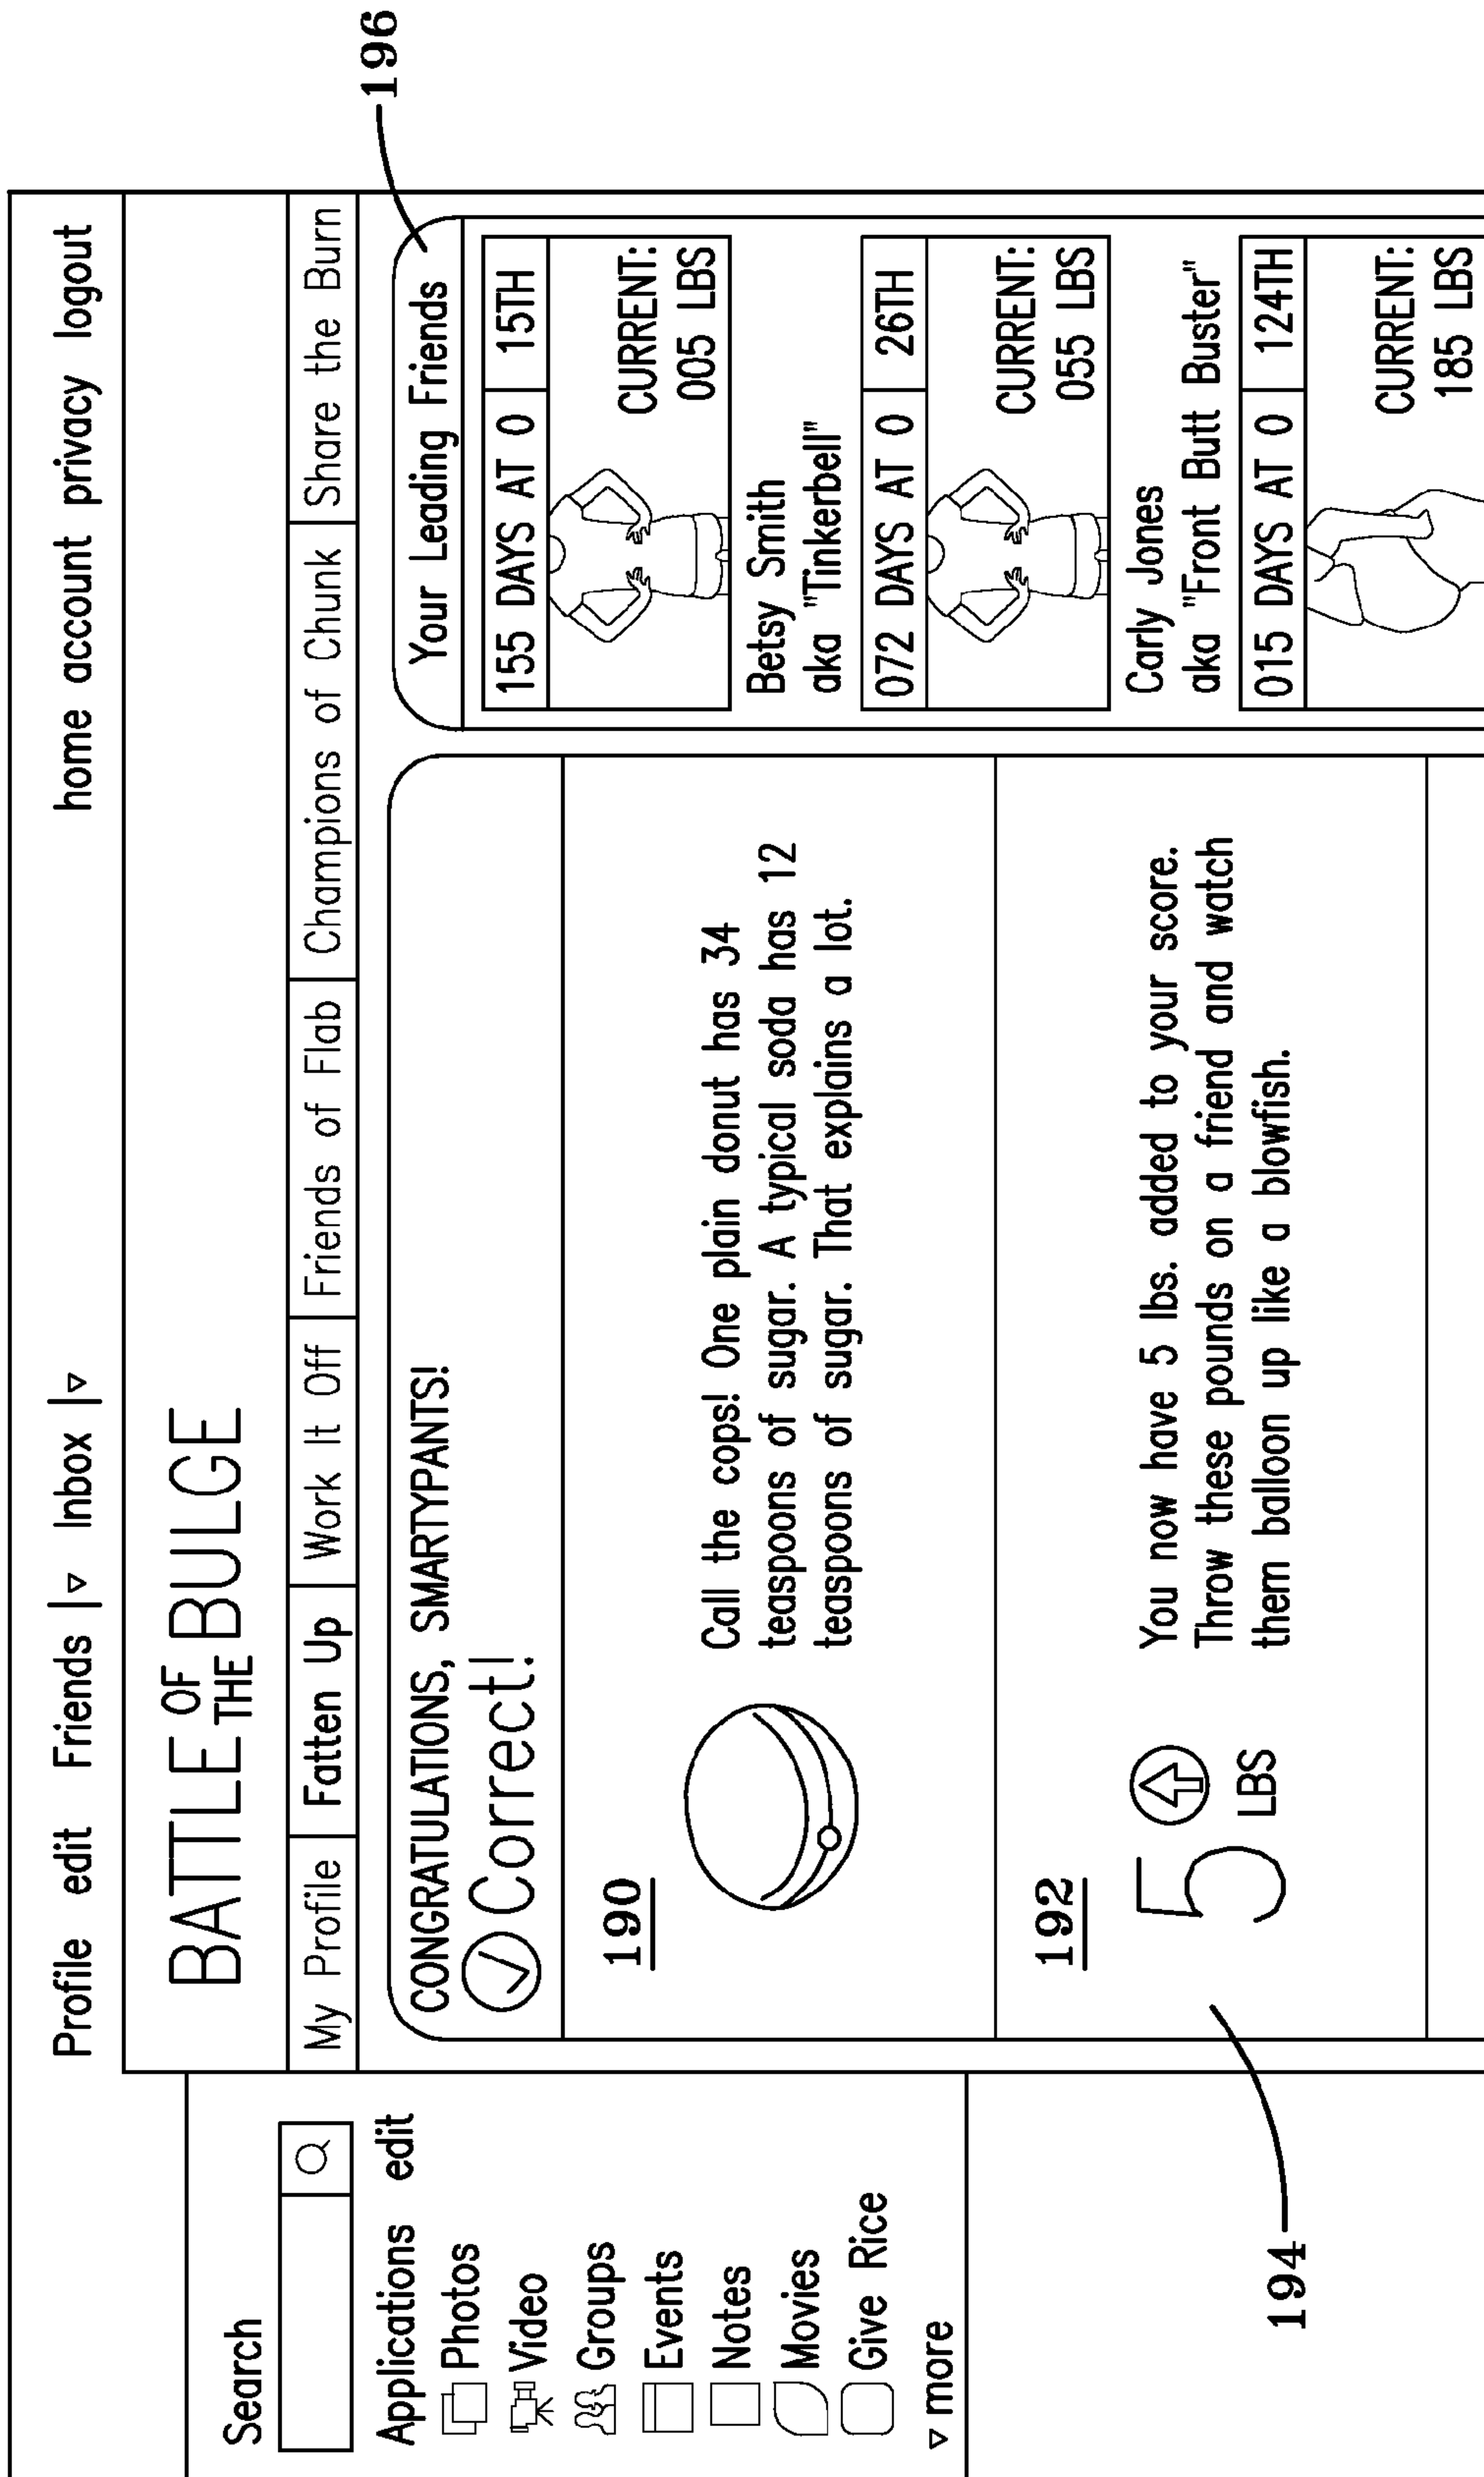 Profile edit Friends |▿ Inbox |▿ home account privacy logout
BATTLE OF THE BULGE
Search
My Profile Fatten Up Work It Off Friends of Flab Champions of Chunk Share the Burn
Applications edit
Photos
Video
Groups
Events
Notes
Movies
Give Rice
▿ more
CONGRATULATIONS, SMARTYPANTS!
Correct!
190
Call the cops! One plain donut has 34
teaspoons of sugar. A typical soda has 12
teaspoons of sugar. That explains a lot.
192
5 LBS
You now have 5 lbs. added to your score.
Throw these pounds on a friend and watch
them balloon up like a blowfish.
194
Your Leading Friends
196
155 DAYS AT 0 15TH
CURRENT:
005 LBS
Betsy Smith
aka "Tinkerbell"
072 DAYS AT 0 26TH
CURRENT:
055 LBS
Carly Jones
aka "Front Butt Buster"
015 DAYS AT 0 124TH
CURRENT:
185 LBS